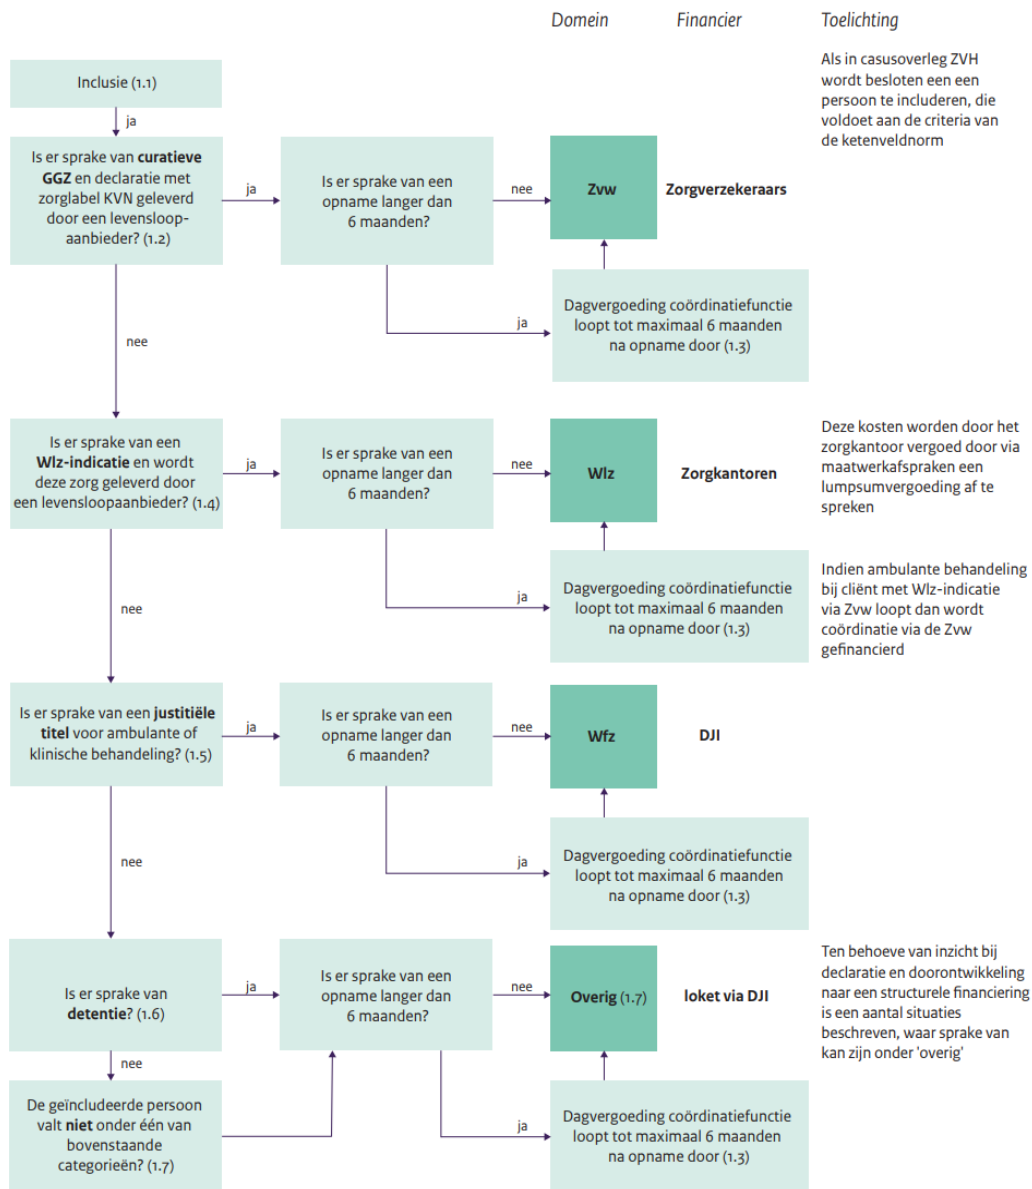 Domein
Financier
Toelichting
Als in casusoverleg ZVH
wordt besloten een een
persoon te includeren, die
voldoet aan de criteria van
de ketenveldnorm
Inclusie (1.1)
ja
Is er sprake van curatieve
GGZ en declaratie met
zorglabel KVN geleverd
door een levensloop-
aanbieder? (1.2)
ja
Is er sprake van een
opname langer dan
6 maanden?
nee
Zvw
Zorgverzekeraars
ja
Dagvergoeding coördinatiefunctie
loopt tot maximaal 6 maanden
na opname door (1.3)
nee
Is er sprake van een
Wlz-indicatie en wordt
deze zorg geleverd door
een levensloopaanbieder? (1.4)
ja
Is er sprake van een
opname langer dan
6 maanden?
nee
Wlz
Zorgkantoren
Deze kosten worden door het
zorgkantoor vergoed door via
maatwerkafspraken een
lumpsumvergoeding af te
spreken
ja
Dagvergoeding coördinatiefunctie
loopt tot maximaal 6 maanden
na opname door (1.3)
Indien ambulante behandeling
bij cliënt met Wlz-indicatie
via Zvw loopt dan wordt
coördinatie via de Zvw
gefinancierd
nee
Is er sprake van een justitiële
titel voor ambulante of
klinische behandeling? (1.5)
ja
Is er sprake van een
opname langer dan
6 maanden?
nee
Wfz
DJI
ja
Dagvergoeding coördinatiefunctie
loopt tot maximaal 6 maanden
na opname door (1.3)
nee
Is er sprake van
detentie? (1.6)
ja
Is er sprake van een
opname langer dan
6 maanden?
nee
Overig (1.7)
loket via DJI
Ten behoeve van inzicht bij
declaratie en doorontwikkeling
naar een structurele financiering
is een aantal situaties
beschreven, waar sprake van
kan zijn onder 'overig'
nee
De geïncludeerde persoon
valt niet onder één van
bovenstaande
categorieën? (1.7)
ja
Dagvergoeding coördinatiefunctie
loopt tot maximaal 6 maanden
na opname door (1.3)